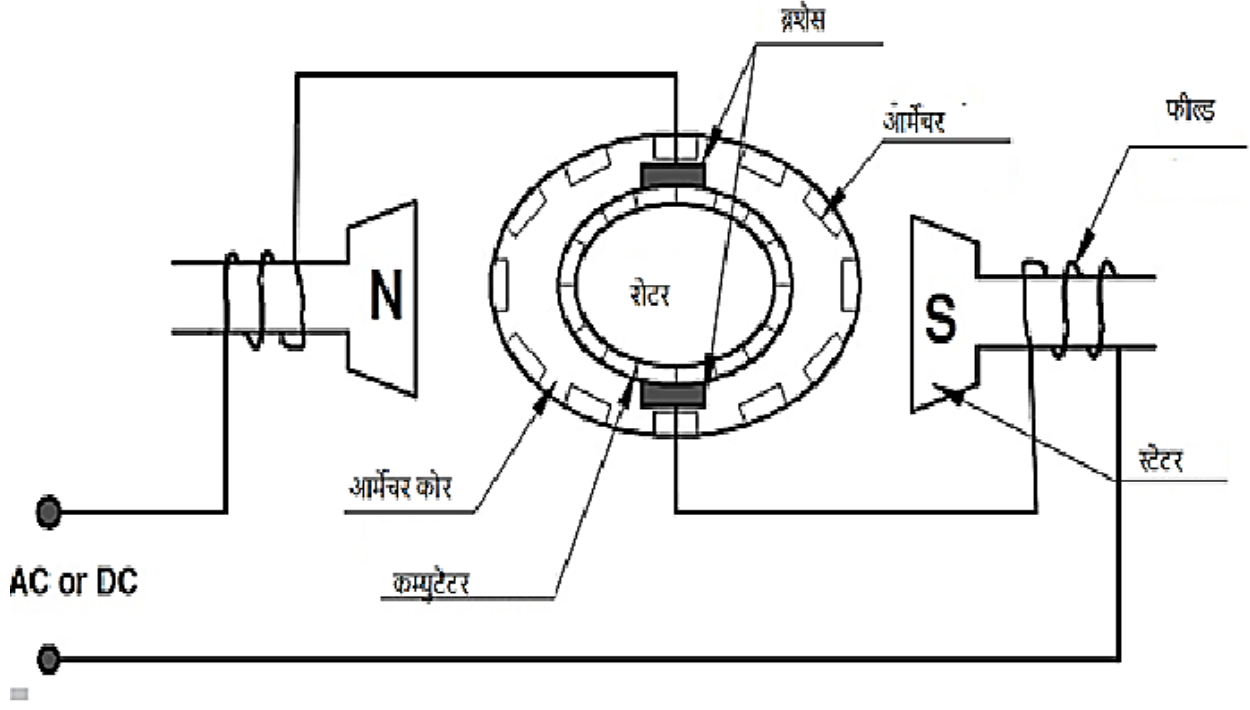 ब्रशेस
आर्मेचर
फील्ड
N
रोटर
S
स्टेटर
आर्मेचर कोर
AC or DC
कम्युटेटर